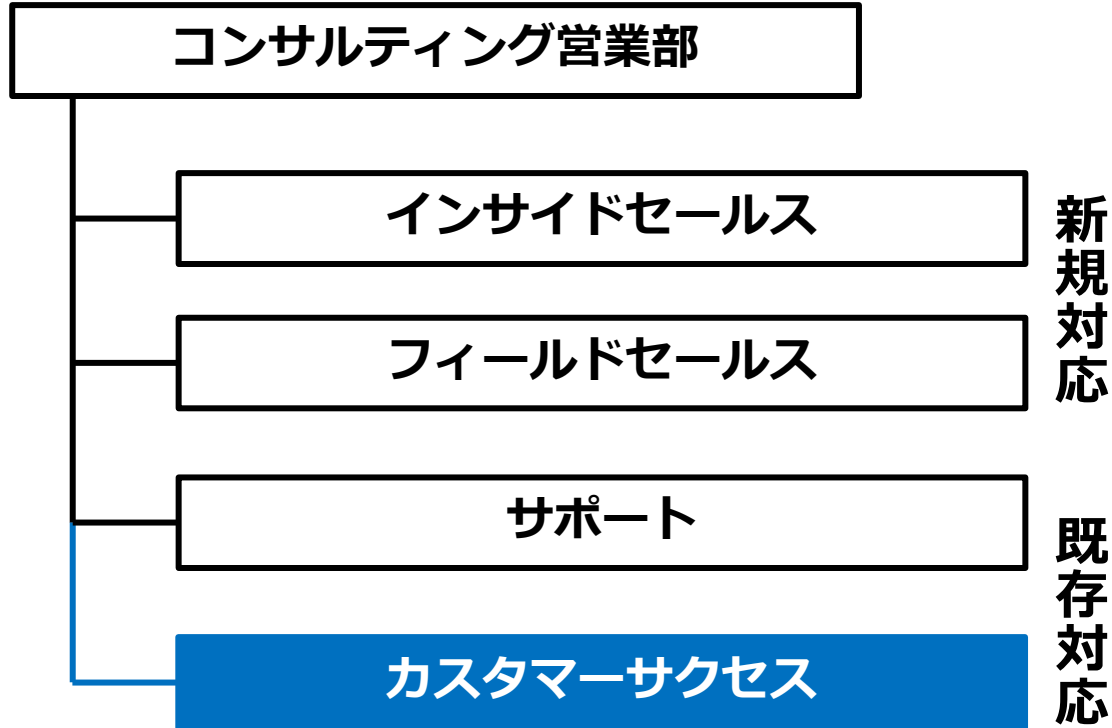 コンサルティング営業部
インサイドセールス
フィールドセールス
新規対応
サポート
カスタマーサクセス
既存対応